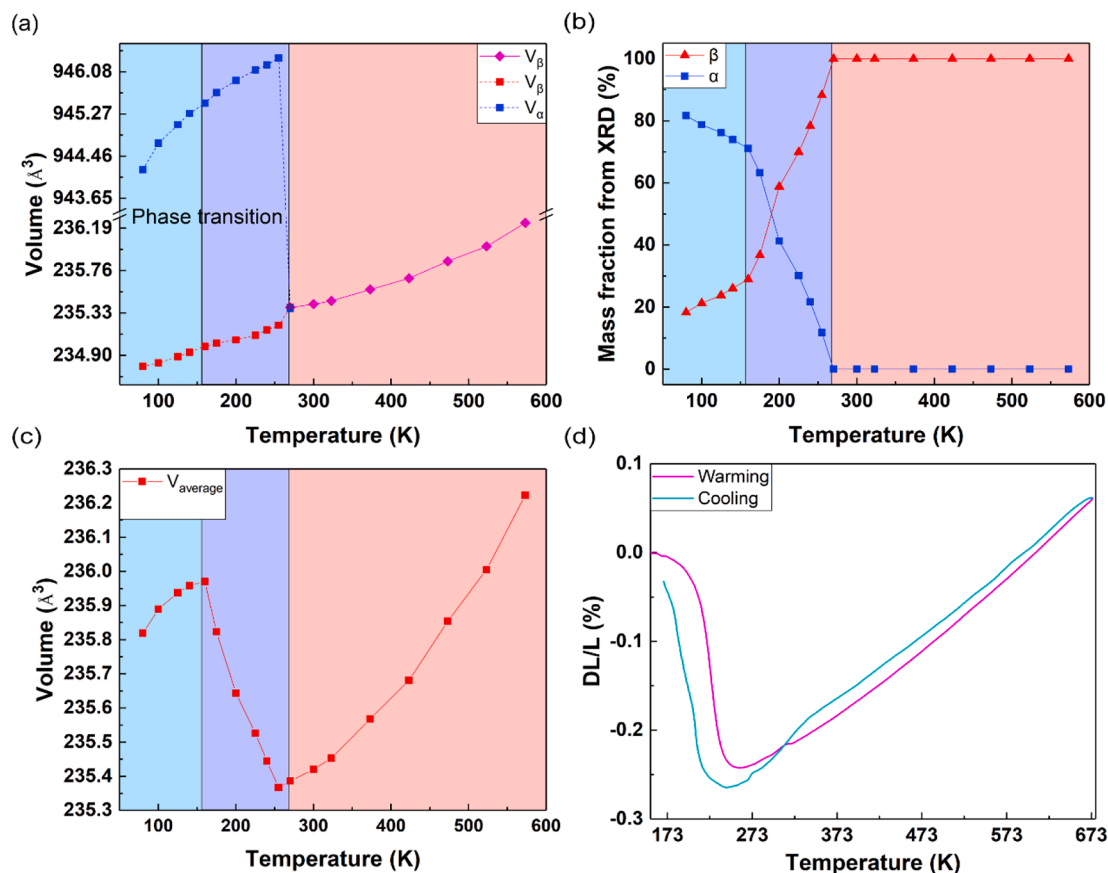 (a)
946.08
945.27
944.46
943.65
236.19
235.76
235.33
234.90
Volume (Å³)
Vβ
Vβ
Vα
Phase transition
100 200 300 400 500 600
Temperature (K)
(b)
100
80
60
40
20
0
Mass fraction from XRD (%)
β
α
100 200 300 400 500 600
Temperature (K)
(c)
236.3
236.2
236.1
236.0
235.9
235.8
235.7
235.6
235.5
235.4
235.3
Volume (Å³)
Vaverage
100 200 300 400 500 600
Temperature (K)
(d)
0.1
0.0
-0.1
-0.2
-0.3
DL/L (%)
Warming
Cooling
173 273 373 473 573 673
Temperature (K)